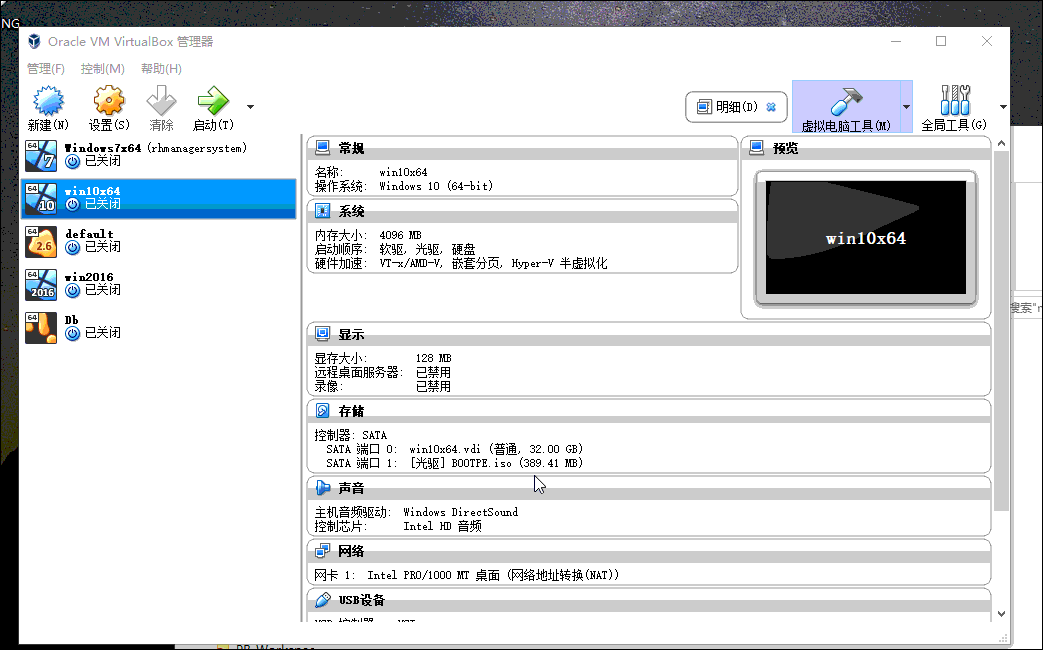 NG
Oracle VM VirtualBox 管理器
管理(F) 控制(M) 帮助(H)
新建(N) 设置(S) 清除 启动(T) 明细(D) 虚拟电脑工具(M) 全局工具(G)
64 7 Windows7x64 (rhmanagersystem)
已关闭
64 10 win10x64
已关闭
64 2.6 default
已关闭
64 2016 win2016
已关闭
64 Db
已关闭
常规
名称: win10x64
操作系统: Windows 10 (64-bit)
系统
内存大小: 4096 MB
启动顺序: 软驱, 光驱, 硬盘
硬件加速: VT-x/AMD-V, 嵌套分页, Hyper-V 半虚拟化
预览
win10x64
显示
显存大小: 128 MB
远程桌面服务器: 已禁用
录像: 已禁用
存储
控制器: SATA
SATA 端口 0: win10x64.vdi (普通, 32.00 GB)
SATA 端口 1: [光驱] BOOTPE.iso (389.41 MB)
声音
主机音频驱动: Windows DirectSound
控制芯片: Intel HD 音频
网络
网卡 1: Intel PRO/1000 MT 桌面 (网络地址转换(NAT))
USB设备
搜索"